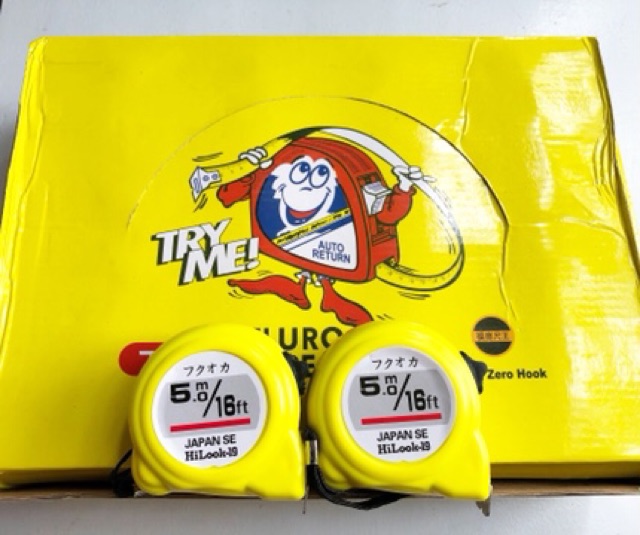 TRY
ME!
AUTO
RETURN
URO
Zero Hook
フクオカ
5.0m/16ft
JAPAN SE
HiLook-19
フクオカ
5.0m/16ft
JAPAN SE
HiLook-19